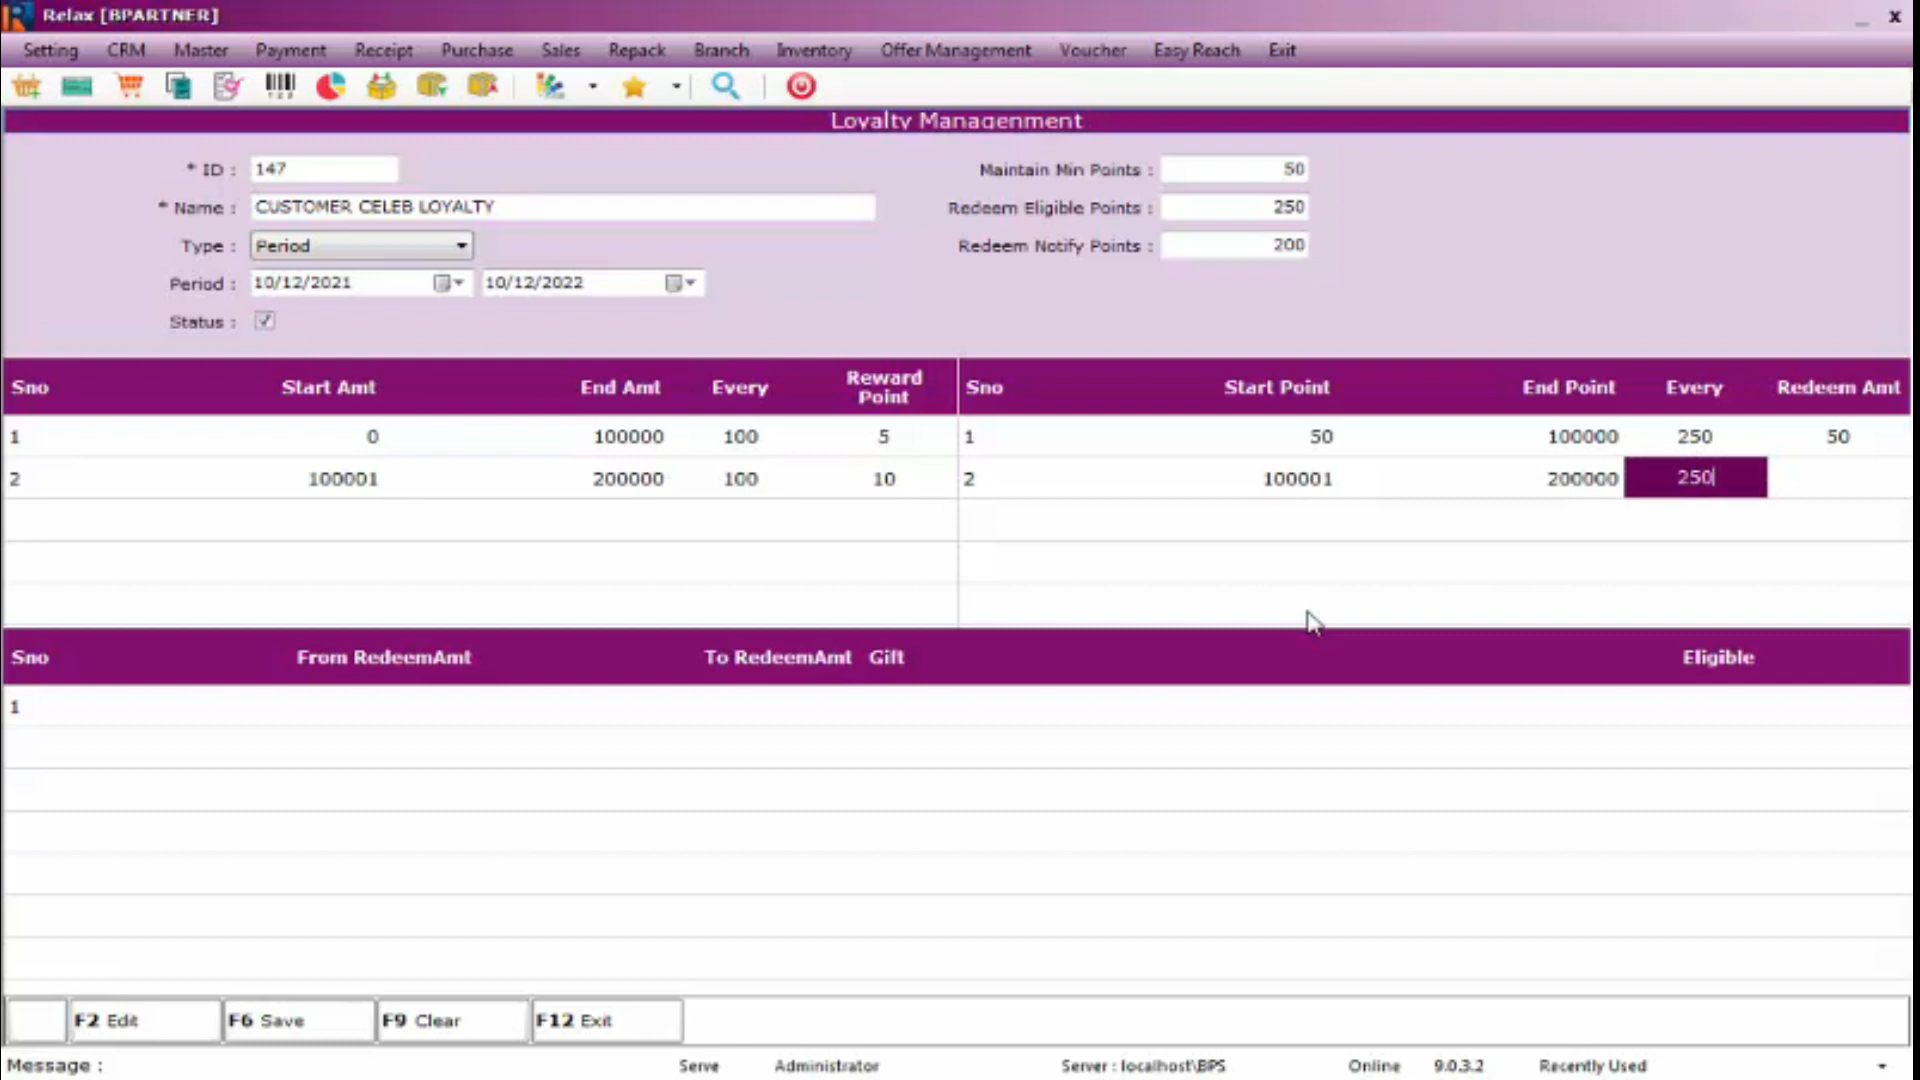 Relax [BPARTNER]
_ X
Setting CRM Master Payment Receipt Purchase Sales Repack Branch Inventory Offer Management Voucher Easy Reach Exit
Loyalty Managenment
* ID : 147
Maintain Min Points : 50
* Name : CUSTOMER CELEB LOYALTY
Redeem Eligible Points : 250
Type : Period
Redeem Notify Points : 200
Period : 10/12/2021 10/12/2022
Status :
Sno Start Amt End Amt Every Reward Point Sno Start Point End Point Every Redeem Amt
1 0 100000 100 5 1 50 100000 250 50
2 100001 200000 100 10 2 100001 200000 250
Sno From RedeemAmt To RedeemAmt Gift Eligible
1
F2 Edit F6 Save F9 Clear F12 Exit
Message : Serve Administrator Server : localhost\BPS Online 9.0.3.2 Recently Used